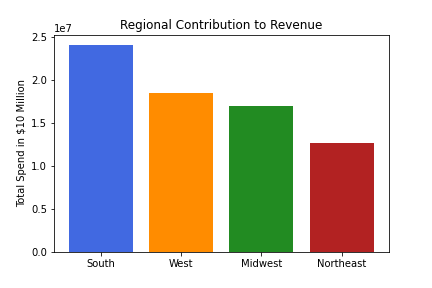 Regional Contribution to Revenue
1e7
2.5
2.0
1.5
1.0
0.5
0.0
Total Spend in $10 Million
South West Midwest Northeast